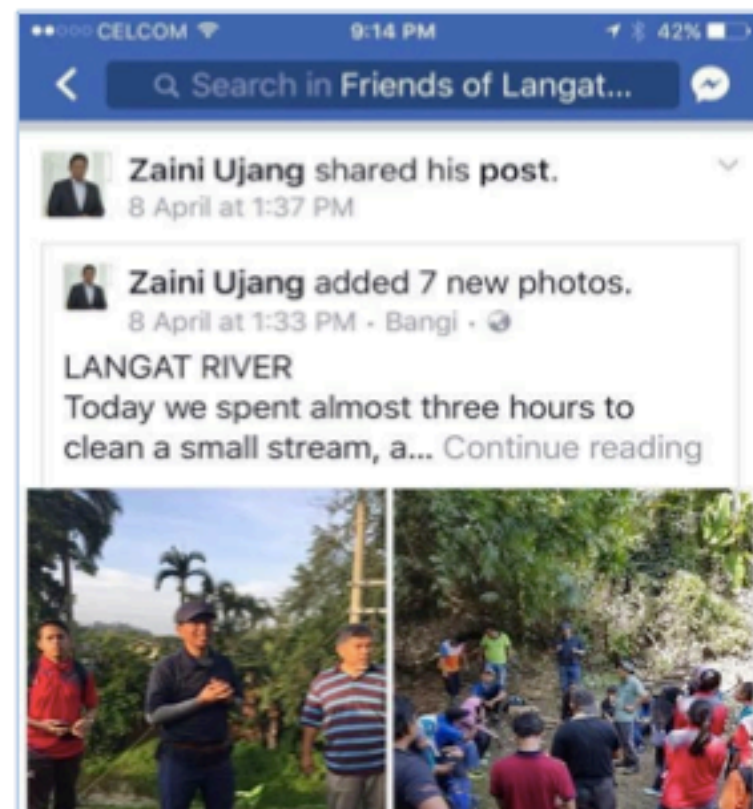 CELCOM 9:14 PM 42%
Search in Friends of Langat...
Zaini Ujang shared his post.
8 April at 1:37 PM
Zaini Ujang added 7 new photos.
8 April at 1:33 PM · Bangi ·
LANGAT RIVER
Today we spent almost three hours to
clean a small stream, a... Continue reading